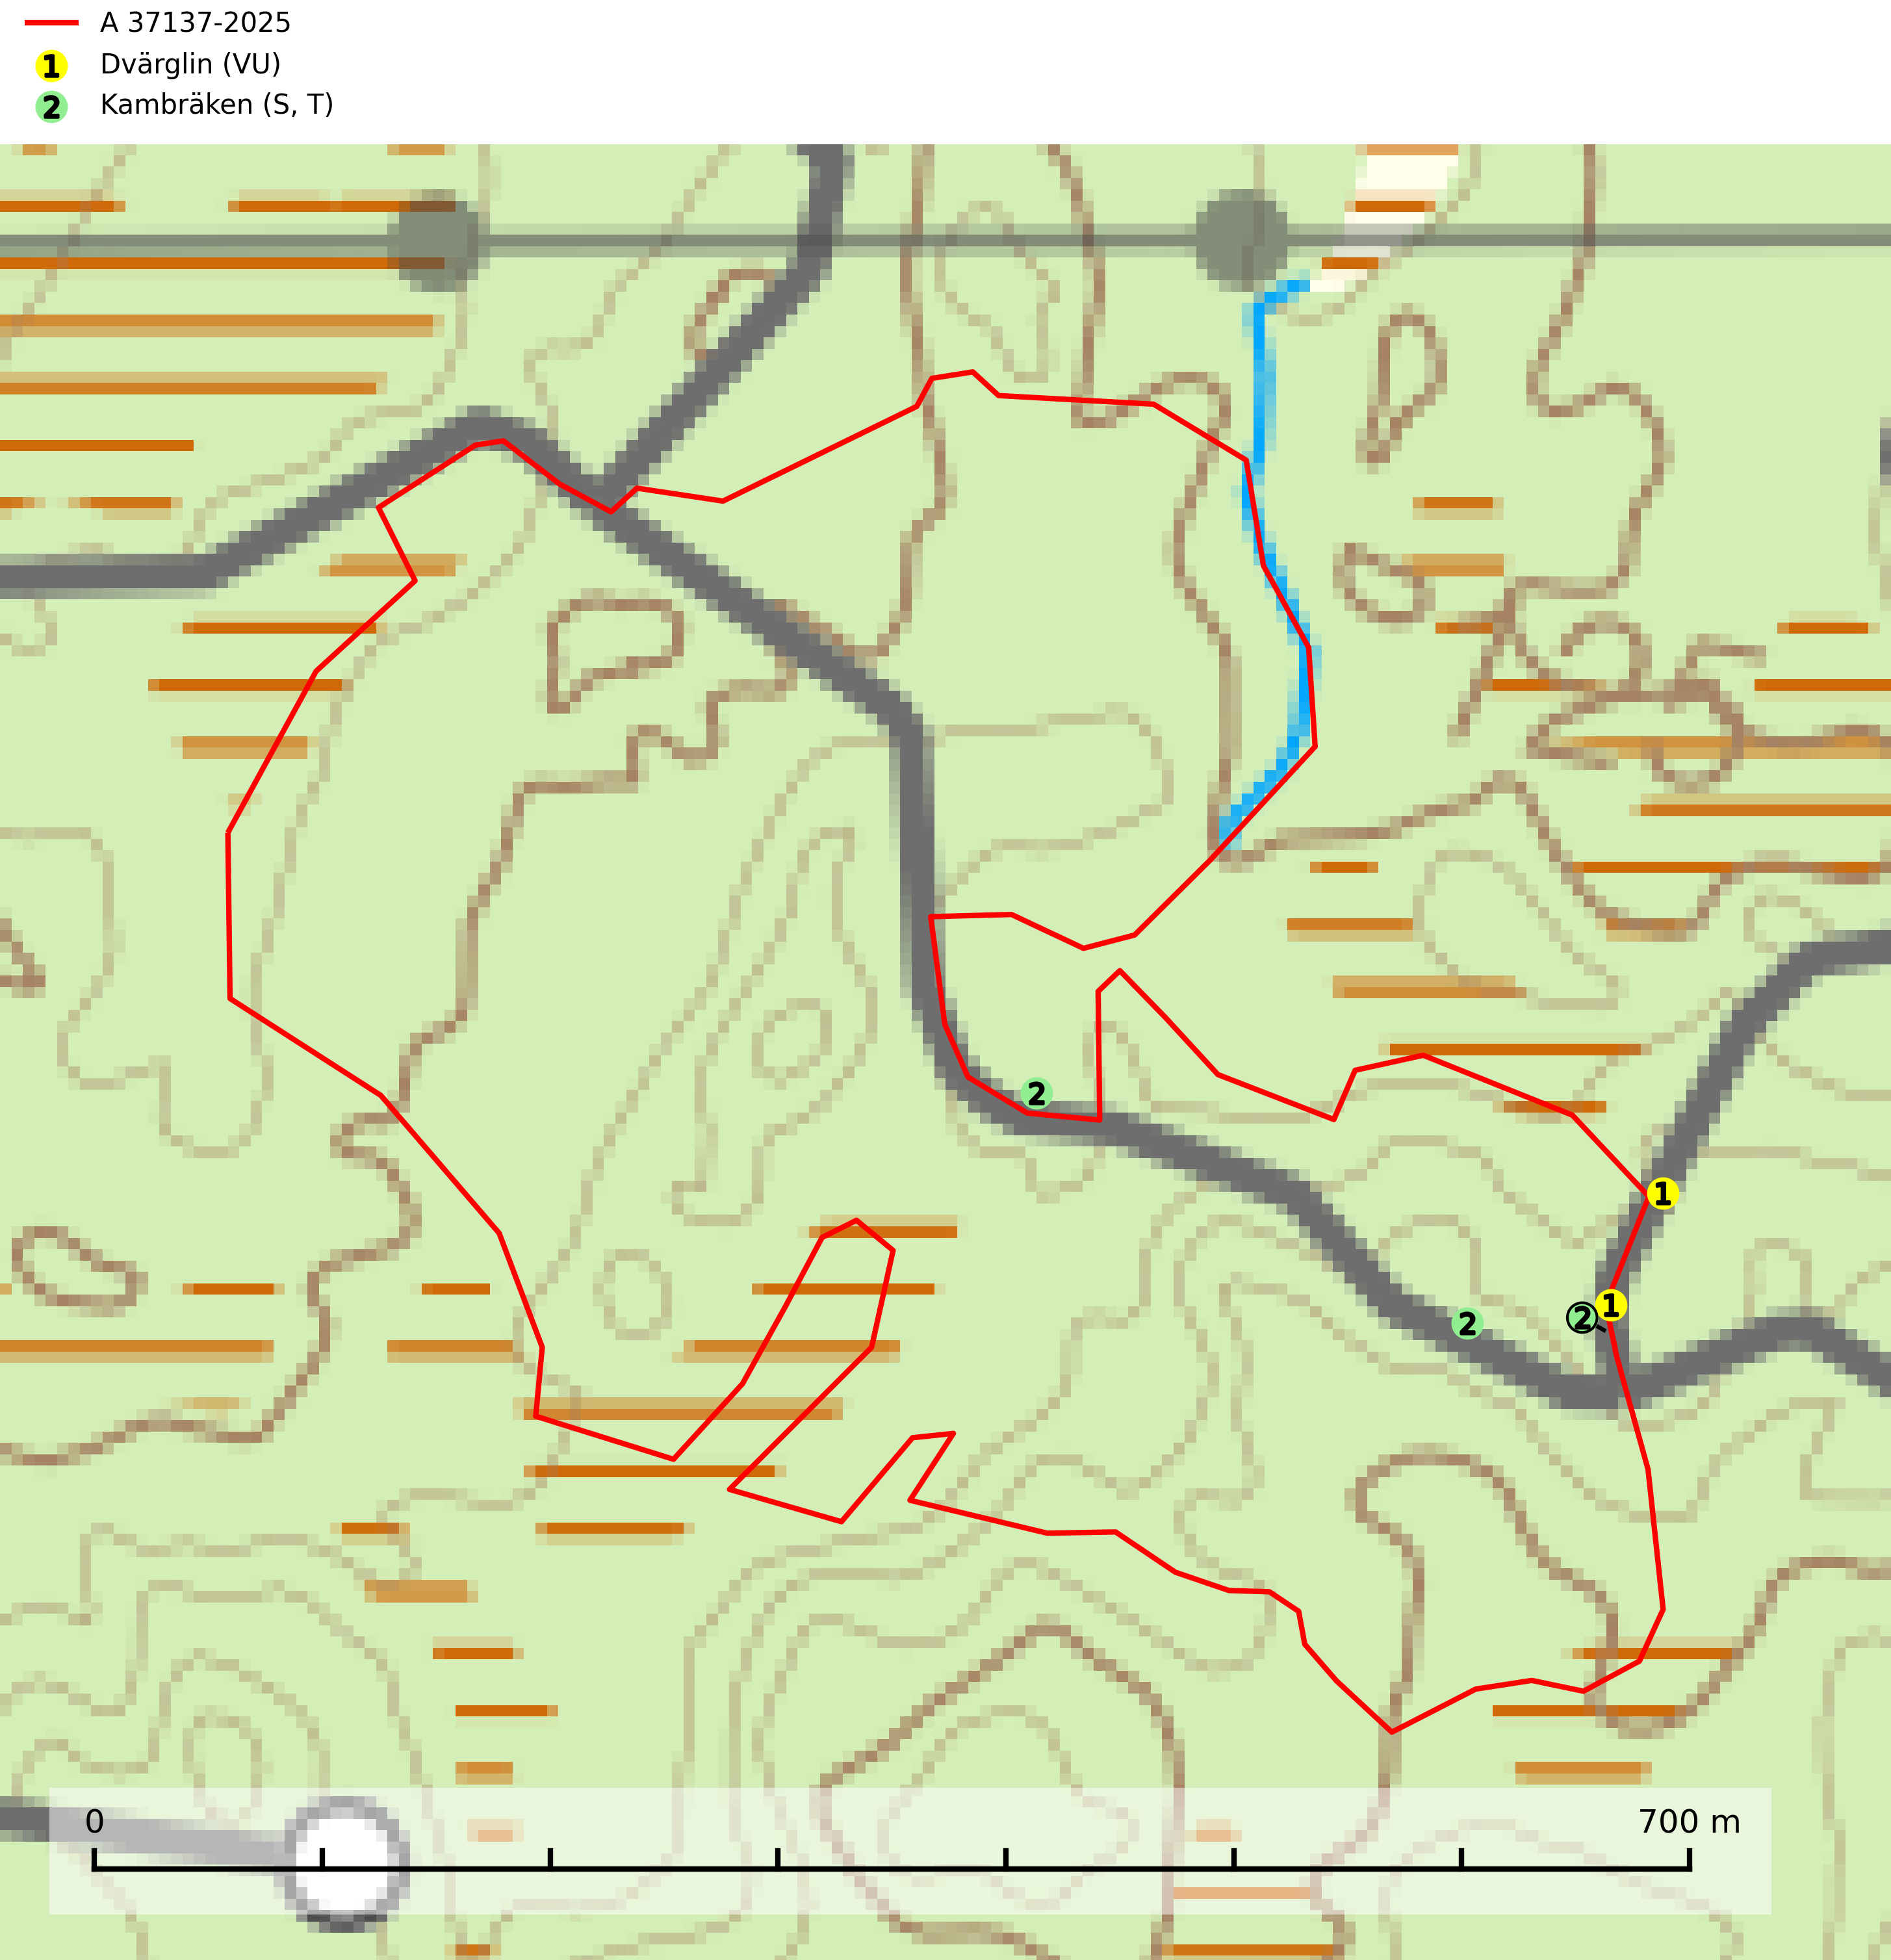 A 37137-2025
1 Dvärglin (VU)
2 Kambräken (S, T)
2
1
1
2
2
0 700 m